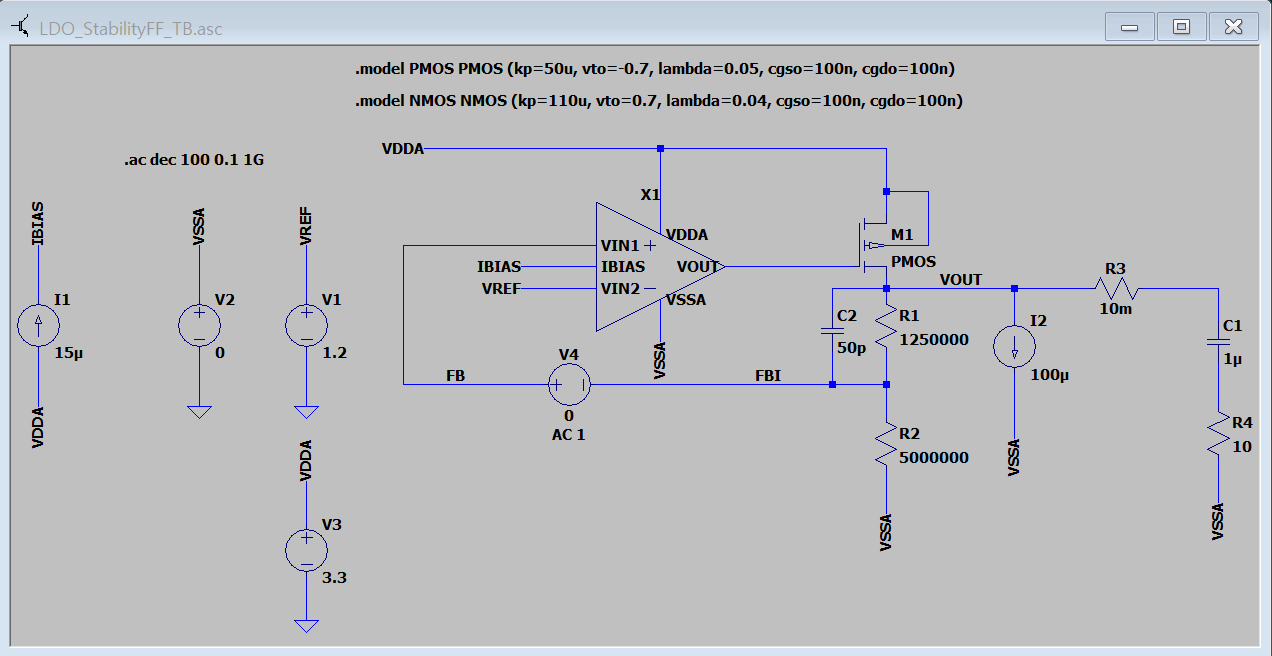 LDO_StabilityFF_TB.asc
.model PMOS PMOS (kp=50u, vto=-0.7, lambda=0.05, cgso=100n, cgdo=100n)
.model NMOS NMOS (kp=110u, vto=0.7, lambda=0.04, cgso=100n, cgdo=100n)
.ac dec 100 0.1 1G
IBIAS
I1
15µ
VDDA
VSSA
V2
0
VREF
V1
1.2
VDDA
V3
3.3
VDDA
X1
VDDA
VIN1
IBIAS
IBIAS
VOUT
VREF
VIN2
VSSA
VSSA
M1
PMOS
FB
V4
0
AC 1
FBI
C2
50p
R1
1250000
R2
5000000
VSSA
VOUT
I2
100µ
VSSA
R3
10m
C1
1µ
R4
10
VSSA